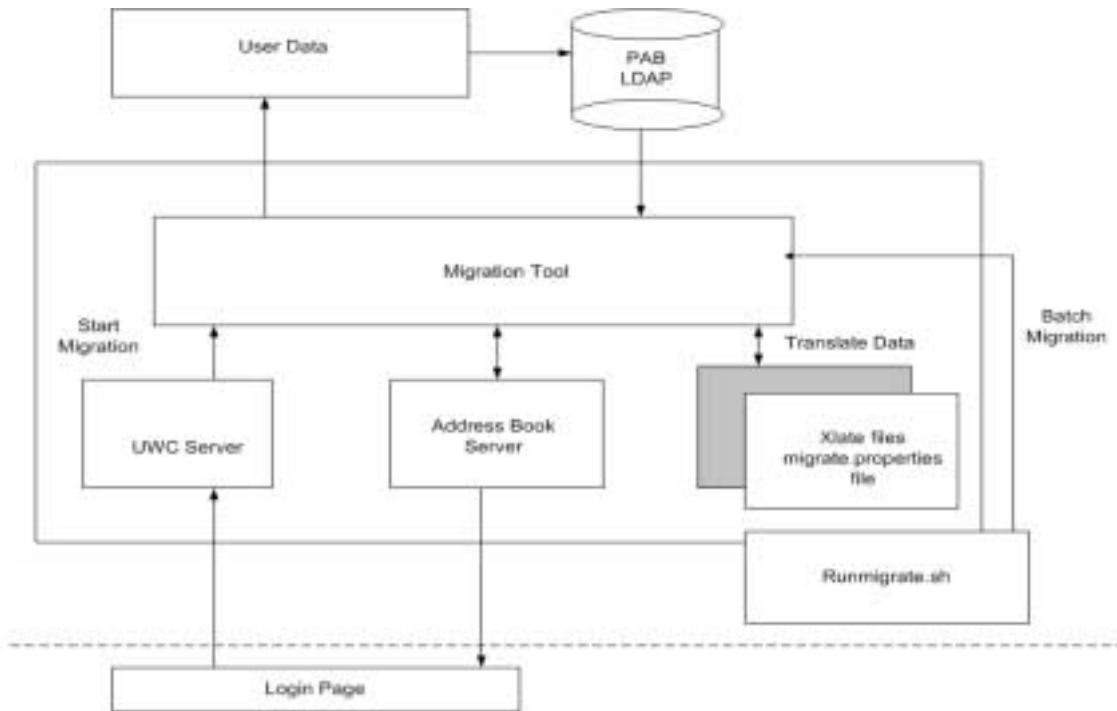 User Data
PAB
LDAP
Migration Tool
Start
Migration
Batch
Migration
Translate Data
UWC Server
Address Book
Server
Xlate files
migrate.properties
file
Runmigrate.sh
Login Page